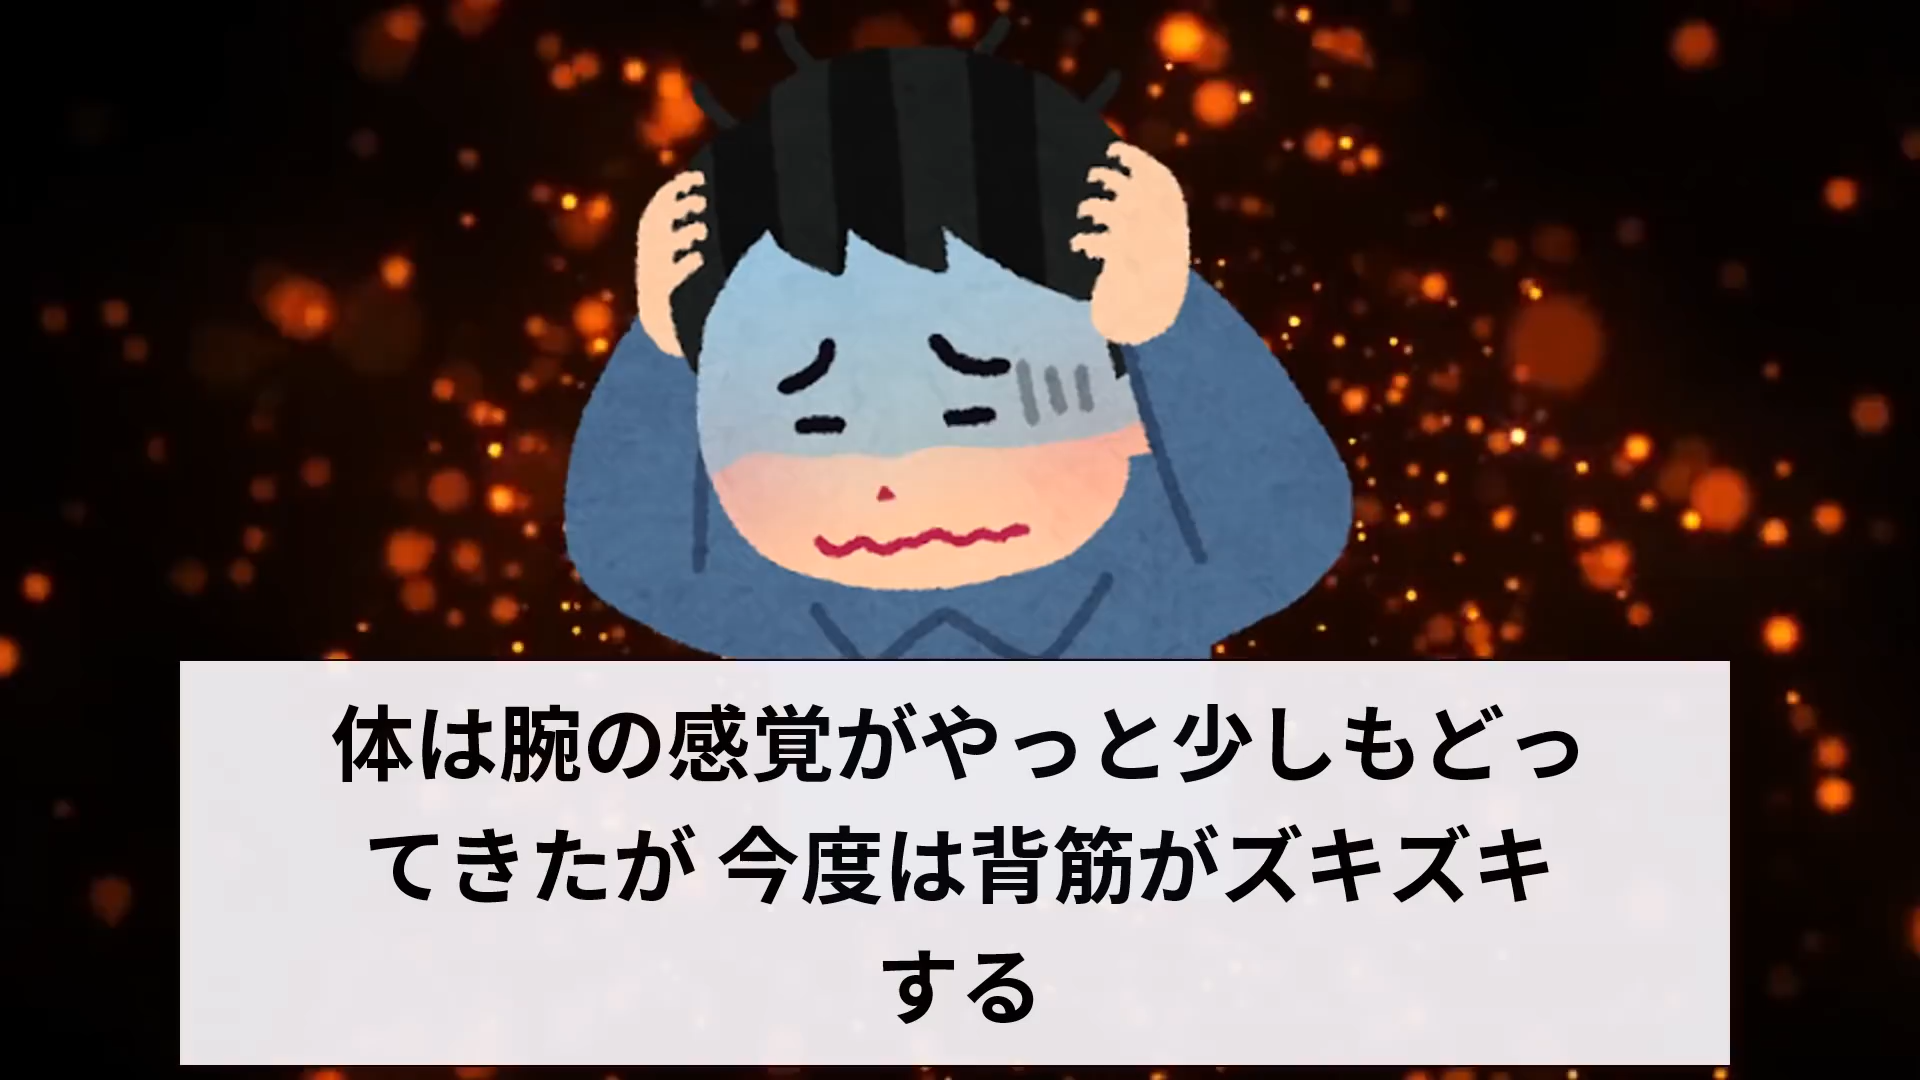 体は腕の感覚がやっと少しもどっ
てきたが 今度は背筋がズキズキ
する